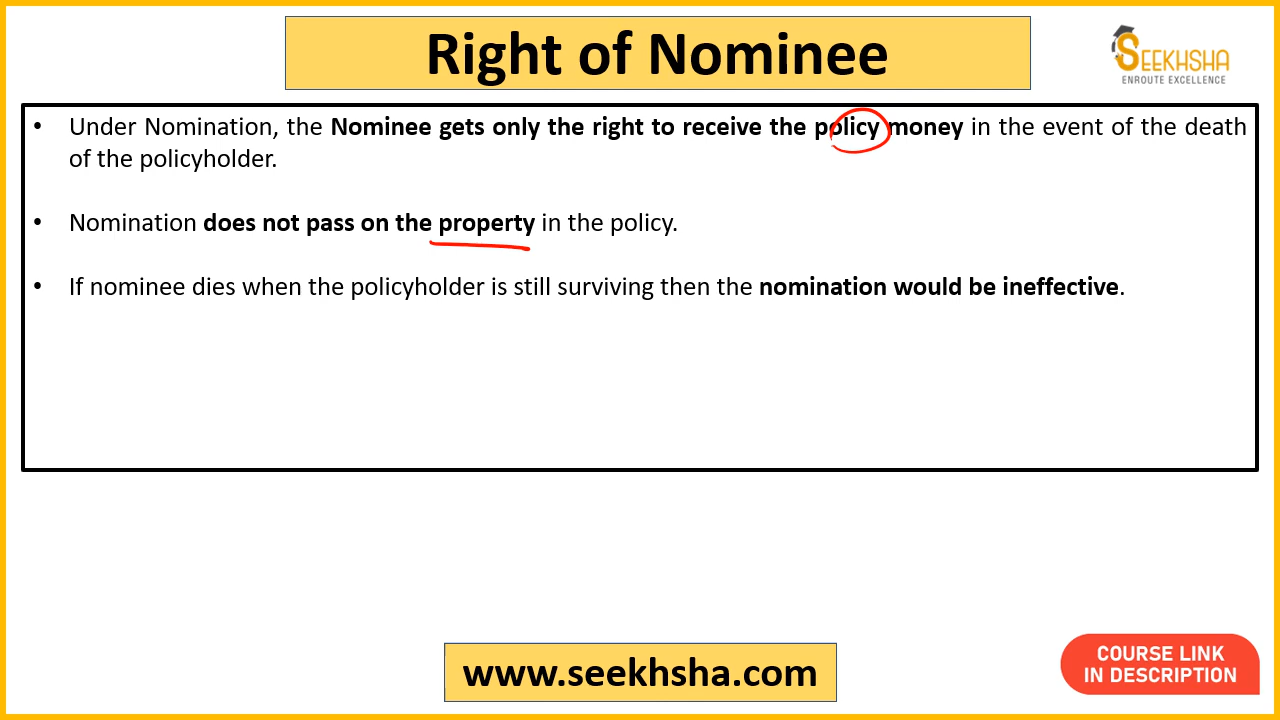 Right of Nominee
SEEKHSHA
ENROUTE EXCELLENCE
• Under Nomination, the Nominee gets only the right to receive the policy money in the event of the death
of the policyholder.
• Nomination does not pass on the property in the policy.
• If nominee dies when the policyholder is still surviving then the nomination would be ineffective.
www.seekhsha.com
COURSE LINK
IN DESCRIPTION